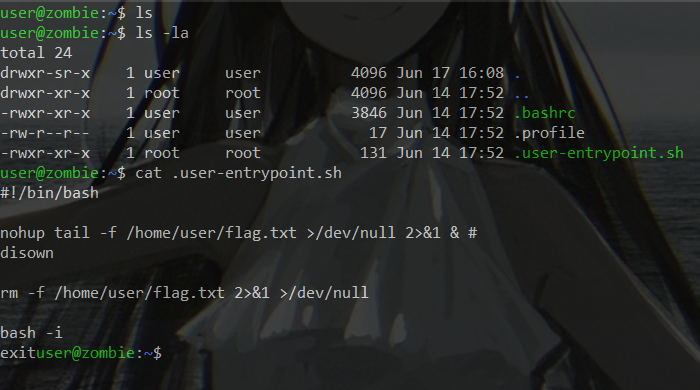 user@zombie:~$ ls
user@zombie:~$ ls -la
total 24
drwxr-sr-x    1 user     user          4096 Jun 17 16:08 .
drwxr-xr-x    1 root     root          4096 Jun 14 17:52 ..
-rwxr-xr-x    1 user     user          3846 Jun 14 17:52 .bashrc
-rw-r--r--    1 user     user            17 Jun 14 17:52 .profile
-rwxr-xr-x    1 root     root           131 Jun 14 17:52 .user-entrypoint.sh
user@zombie:~$ cat .user-entrypoint.sh
#!/bin/bash
nohup tail -f /home/user/flag.txt >/dev/null 2>&1 & #
disown
rm -f /home/user/flag.txt 2>&1 >/dev/null
bash -i
exituser@zombie:~$